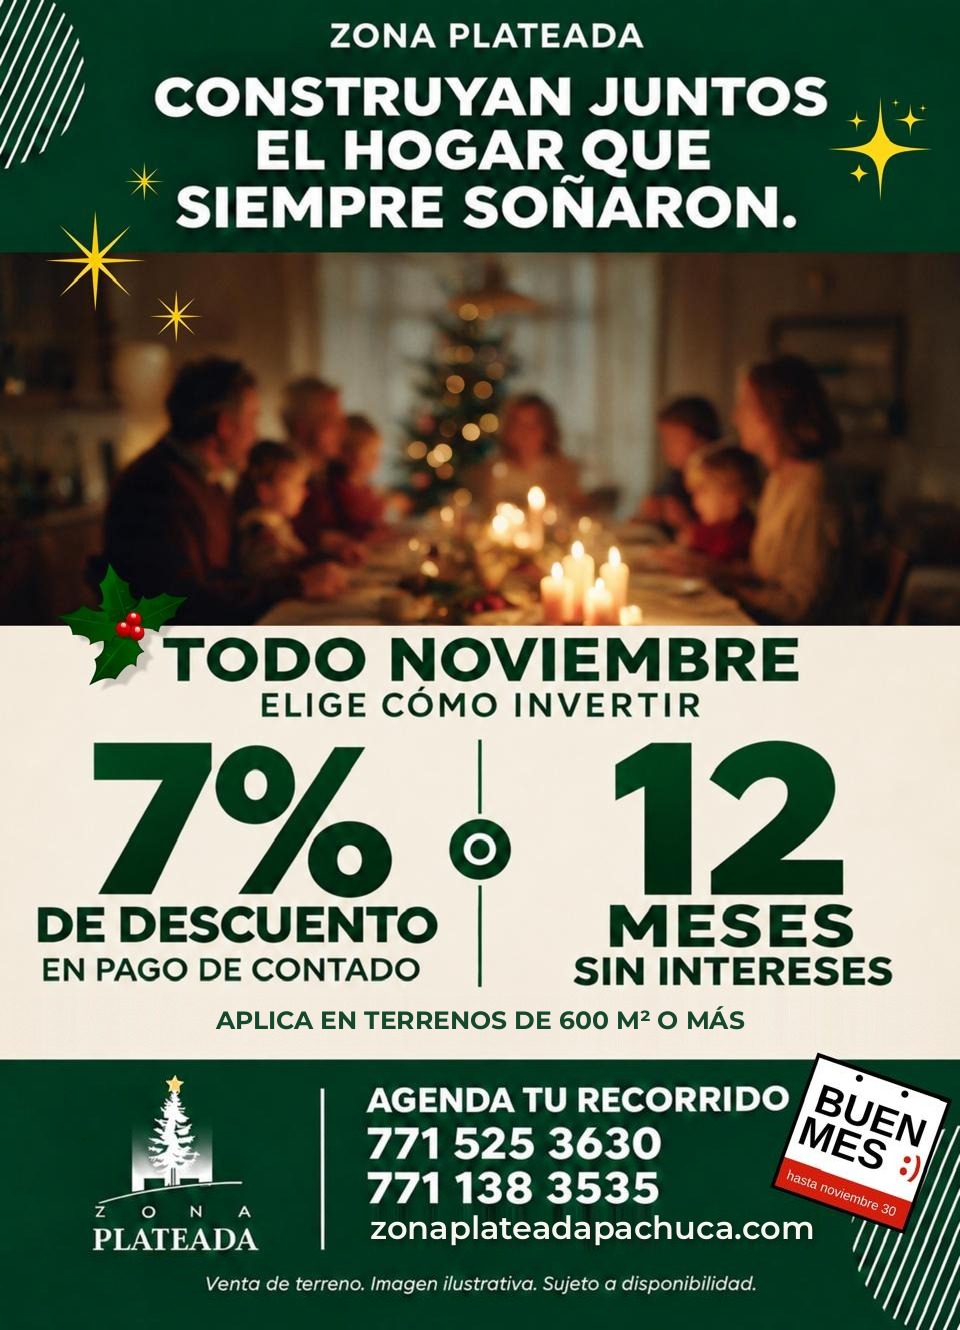 ZONA PLATEADA
CONSTRUYAN JUNTOS
EL HOGAR QUE
SIEMPRE SOÑARON.
TODO NOVIEMBRE
ELIGE CÓMO INVERTIR
7%
DE DESCUENTO
EN PAGO DE CONTADO
O
12
MESES
SIN INTERESES
APLICA EN TERRENOS DE 600 M² O MÁS
ZONA
PLATEADA
AGENDA TU RECORRIDO
771 525 3630
771 138 3535
zonaplateadapachuca.com
BUEN
MES :)
hasta noviembre 30
Venta de terreno. Imagen ilustrativa. Sujeto a disponibilidad.